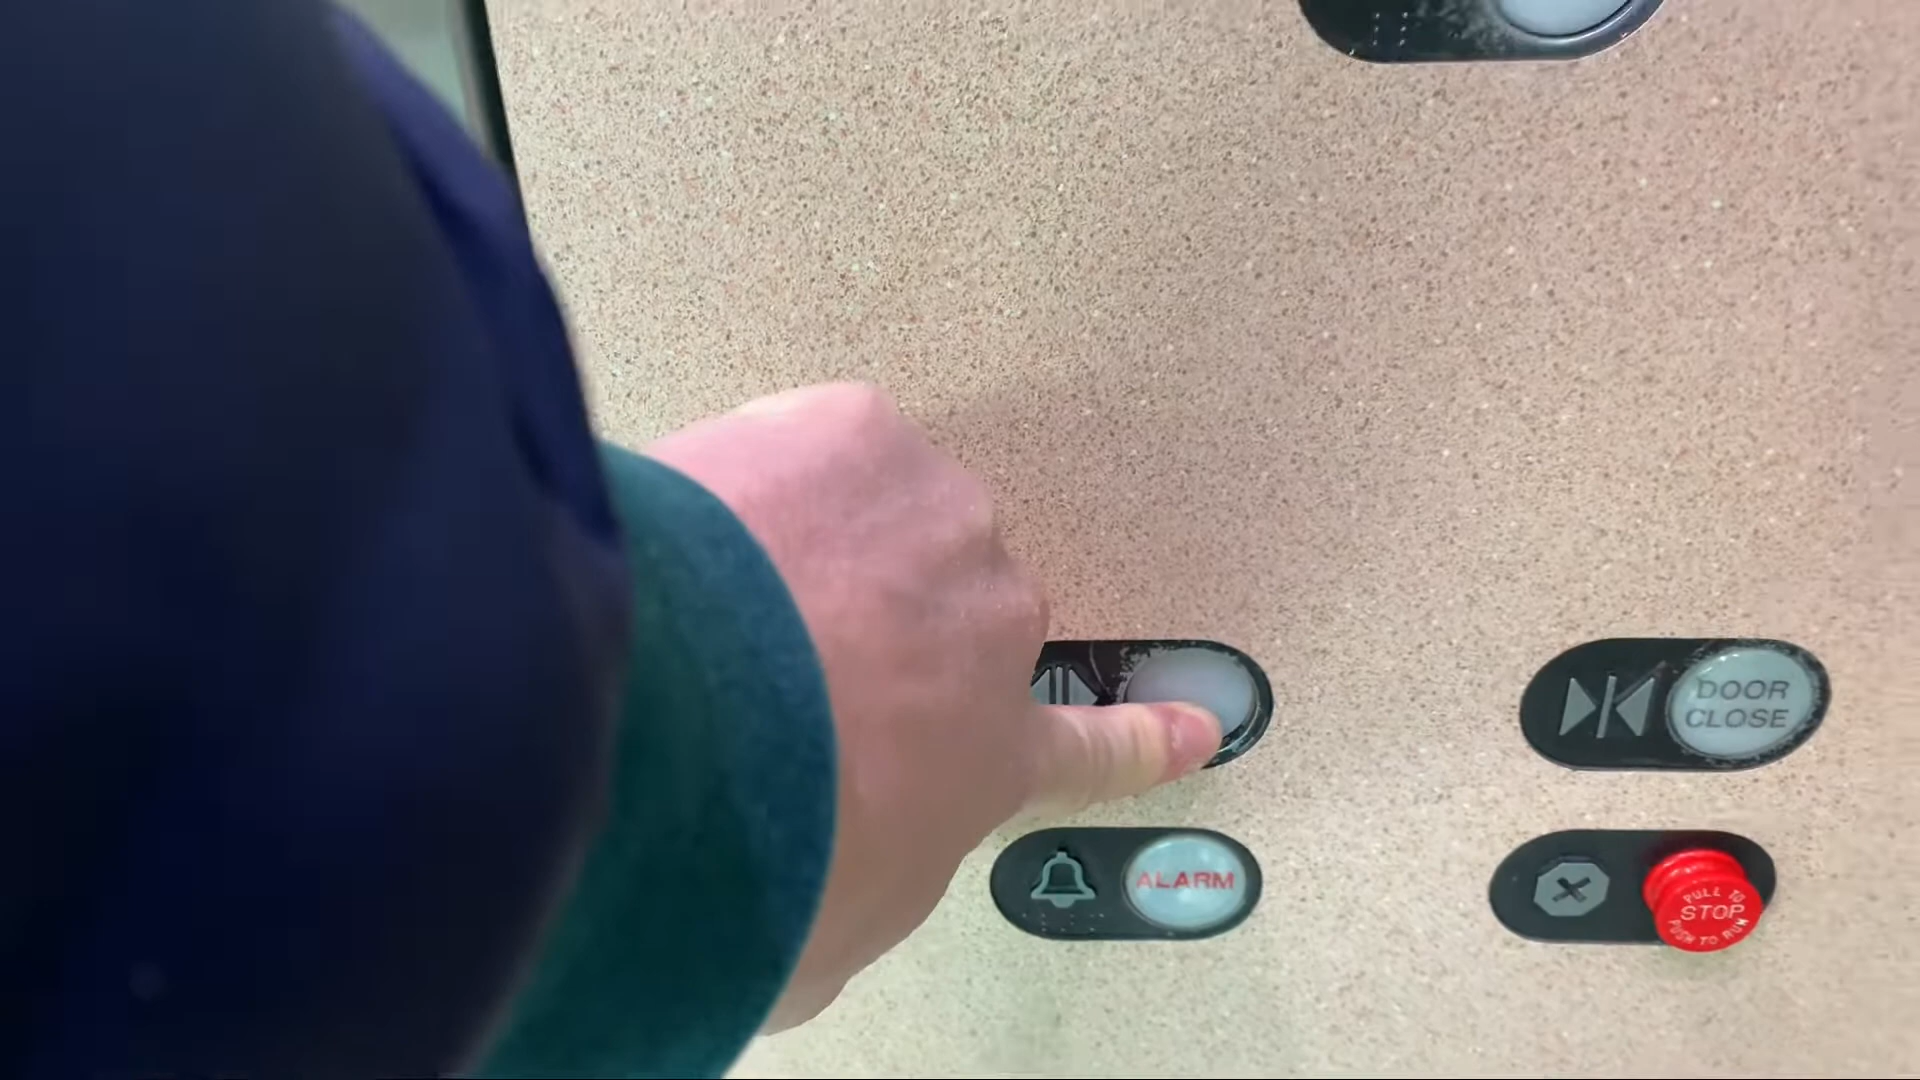 DOOR
CLOSE
ALARM
PULL TO
STOP
PUSH TO RUN